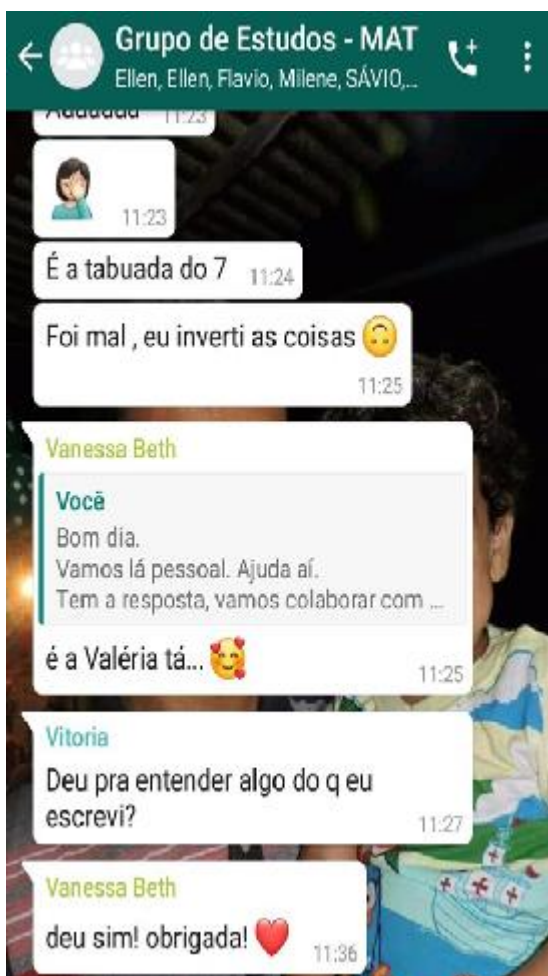 Grupo de Estudos - MAT
Ellen, Ellen, Flavio, Milene, SÁVIO,...
11:23
11:23
É a tabuada do 7 11:24
Foi mal , eu inverti as coisas 🙃
11:25
Vanessa Beth
Você
Bom dia.
Vamos lá pessoal. Ajuda aí.
Tem a resposta, vamos colaborar com ...
é a Valéria tá... 🥰
11:25
Vitoria
Deu pra entender algo do q eu
escrevi?
11:27
Vanessa Beth
deu sim! obrigada! ❤️ 11:36